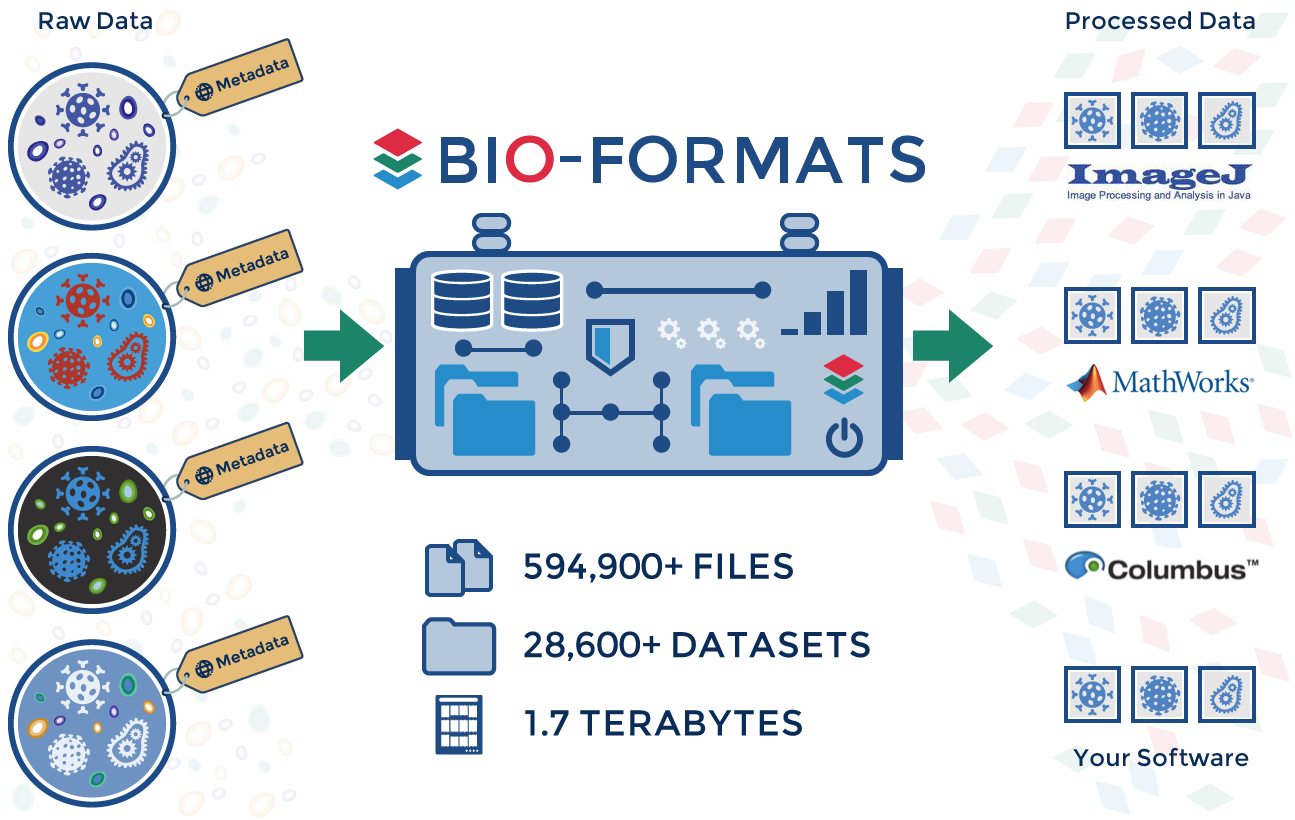 Raw Data
Metadata
Metadata
Metadata
Metadata
BIO-FORMATS
594,900+ FILES
28,600+ DATASETS
1.7 TERABYTES
Processed Data
ImageJ
Image Processing and Analysis in Java
MathWorks®
Columbus™
Your Software